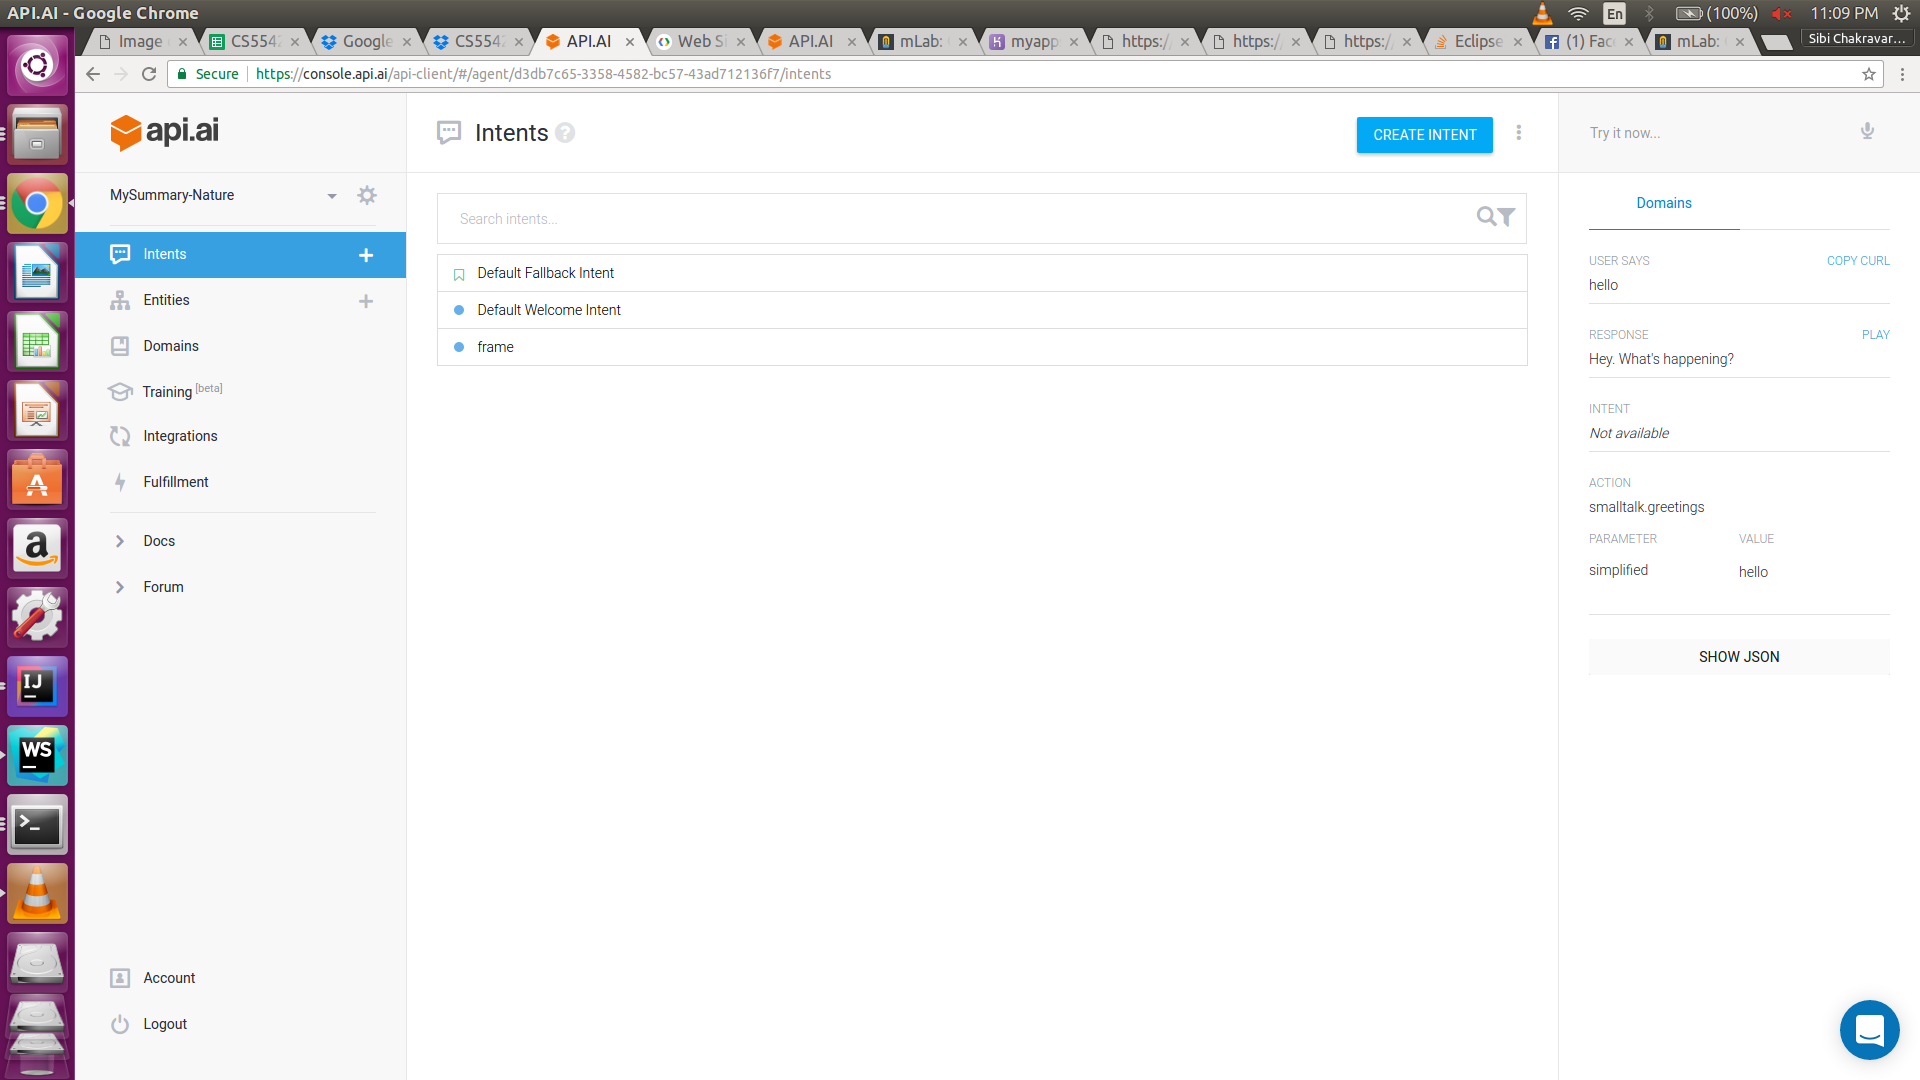 API.AI - Google Chrome
En
(100%)
11:09 PM
Image
CS554
Google
CS554
API.AI
Web S
API.AI
mLab:
myapp
https:/
https:/
https:/
Eclipse
(1) Fac
mLab:
Sibi Chakravar...
Secure
https://console.api.ai/api-client/#/agent/d3db7c65-3358-4582-bc57-43ad712136f7/intents
api.ai
Intents
CREATE INTENT
Try it now...
MySummary-Nature
Search intents...
Domains
Intents
Default Fallback Intent
USER SAYS
COPY CURL
hello
Entities
Default Welcome Intent
RESPONSE
PLAY
Domains
frame
Hey. What's happening?
Training [beta]
INTENT
Integrations
Not available
Fulfillment
ACTION
smalltalk.greetings
Docs
PARAMETER
VALUE
simplified
hello
Forum
SHOW JSON
IJ
WS
Account
Logout